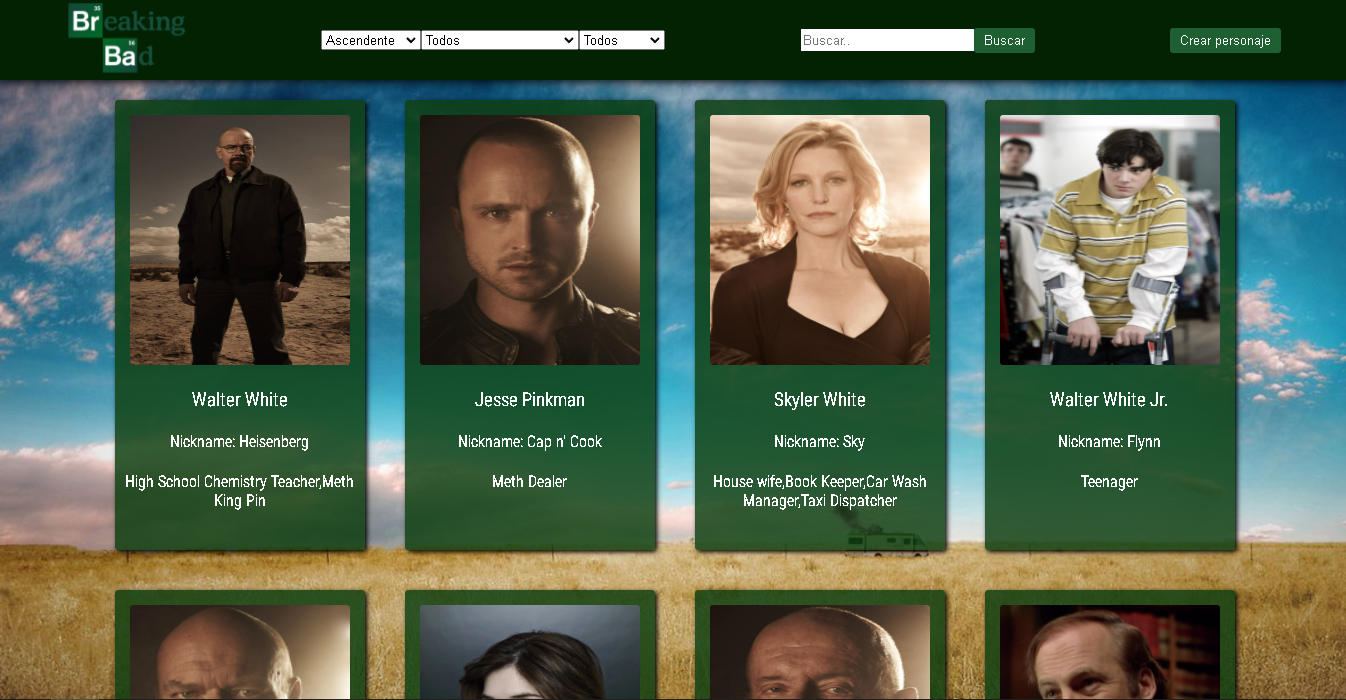 35
Breaking
56
Bad
Ascendente Todos Todos
Buscar.. Buscar
Crear personaje
Walter White
Nickname: Heisenberg
High School Chemistry Teacher,Meth
King Pin
Jesse Pinkman
Nickname: Cap n' Cook
Meth Dealer
Skyler White
Nickname: Sky
House wife,Book Keeper,Car Wash
Manager,Taxi Dispatcher
Walter White Jr.
Nickname: Flynn
Teenager